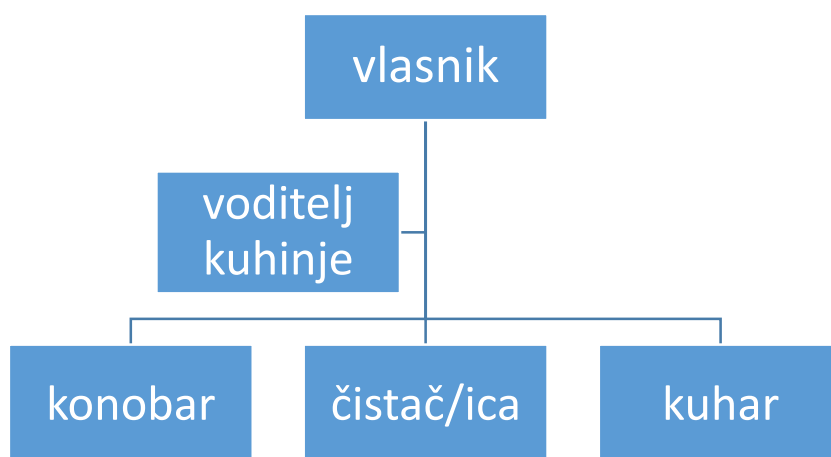 vlasnik
voditelj
kuhinje
konobar
čistač/ica
kuhar